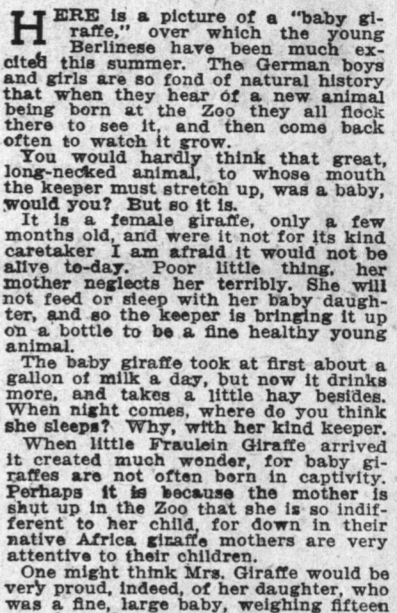 HERE is a picture of a "baby gi-
raffe," over which the young
Berlinese have been much ex-
cited this summer. The German boys
and girls are so fond of natural history
that when they hear of a new animal
being born at the Zoo they all flock
there to see it, and then come back
often to watch it grow.
You would hardly think that great,
long-necked animal, to whose mouth
the keeper must stretch up, was a baby,
would you? But so it is.
It is a female giraffe, only a few
months old, and were it not for its kind
caretaker I am afraid it would not be
alive to-day. Poor little thing, her
mother neglects her terribly. She will
not feed or sleep with her baby daugh-
ter, and so the keeper is bringing it up
on a bottle to be a fine healthy young
animal.
The baby giraffe took at first about a
gallon of milk a day, but now it drinks
more, and takes a little hay besides.
When night comes, where do you think
she sleeps? Why, with her kind keeper.
When little Fraulein Giraffe arrived
it created much wonder, for baby gi-
raffes are not often born in captivity.
Perhaps it is because the mother is
shut up in the Zoo that she is so indif-
ferent to her child, for down in their
native Africa giraffe mothers are very
attentive to their children.
One might think Mrs. Giraffe would be
very proud, indeed, of her daughter, who
was a fine, large baby, weighing fifteen